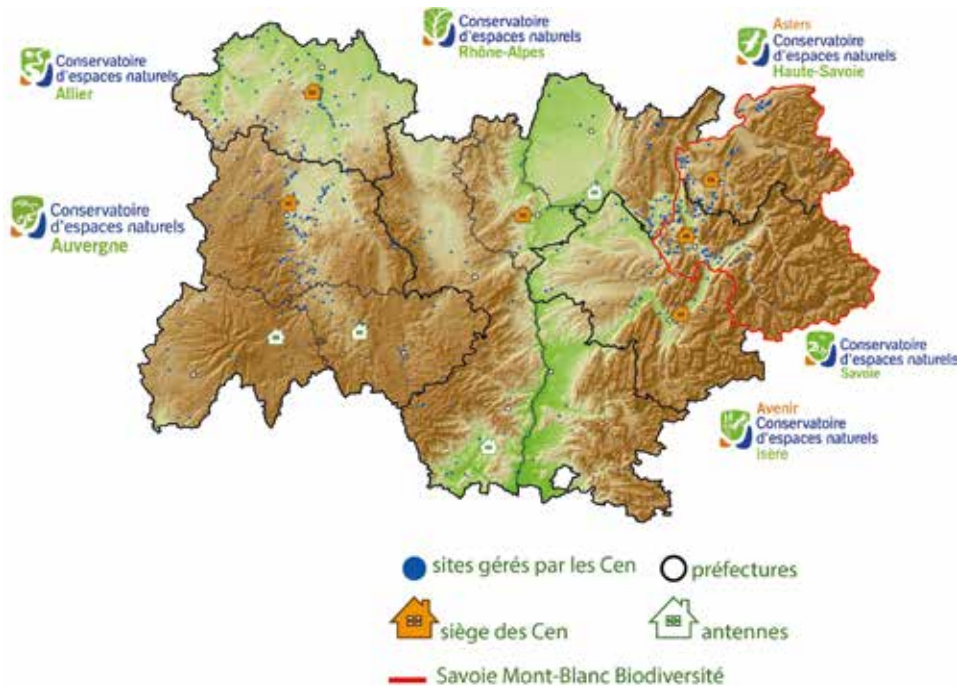 Conservatoire
d'espaces naturels
Rhône-Alpes
Asters
Conservatoire
d'espaces naturels
Haute-Savoie
Conservatoire
d'espaces naturels
Allier
Conservatoire
d'espaces naturels
Auvergne
Conservatoire
d'espaces naturels
Savoie
Avenir
Conservatoire
d'espaces naturels
Isère
sites gérés par les Cen
préfectures
siège des Cen
antennes
Savoie Mont-Blanc Biodiversité